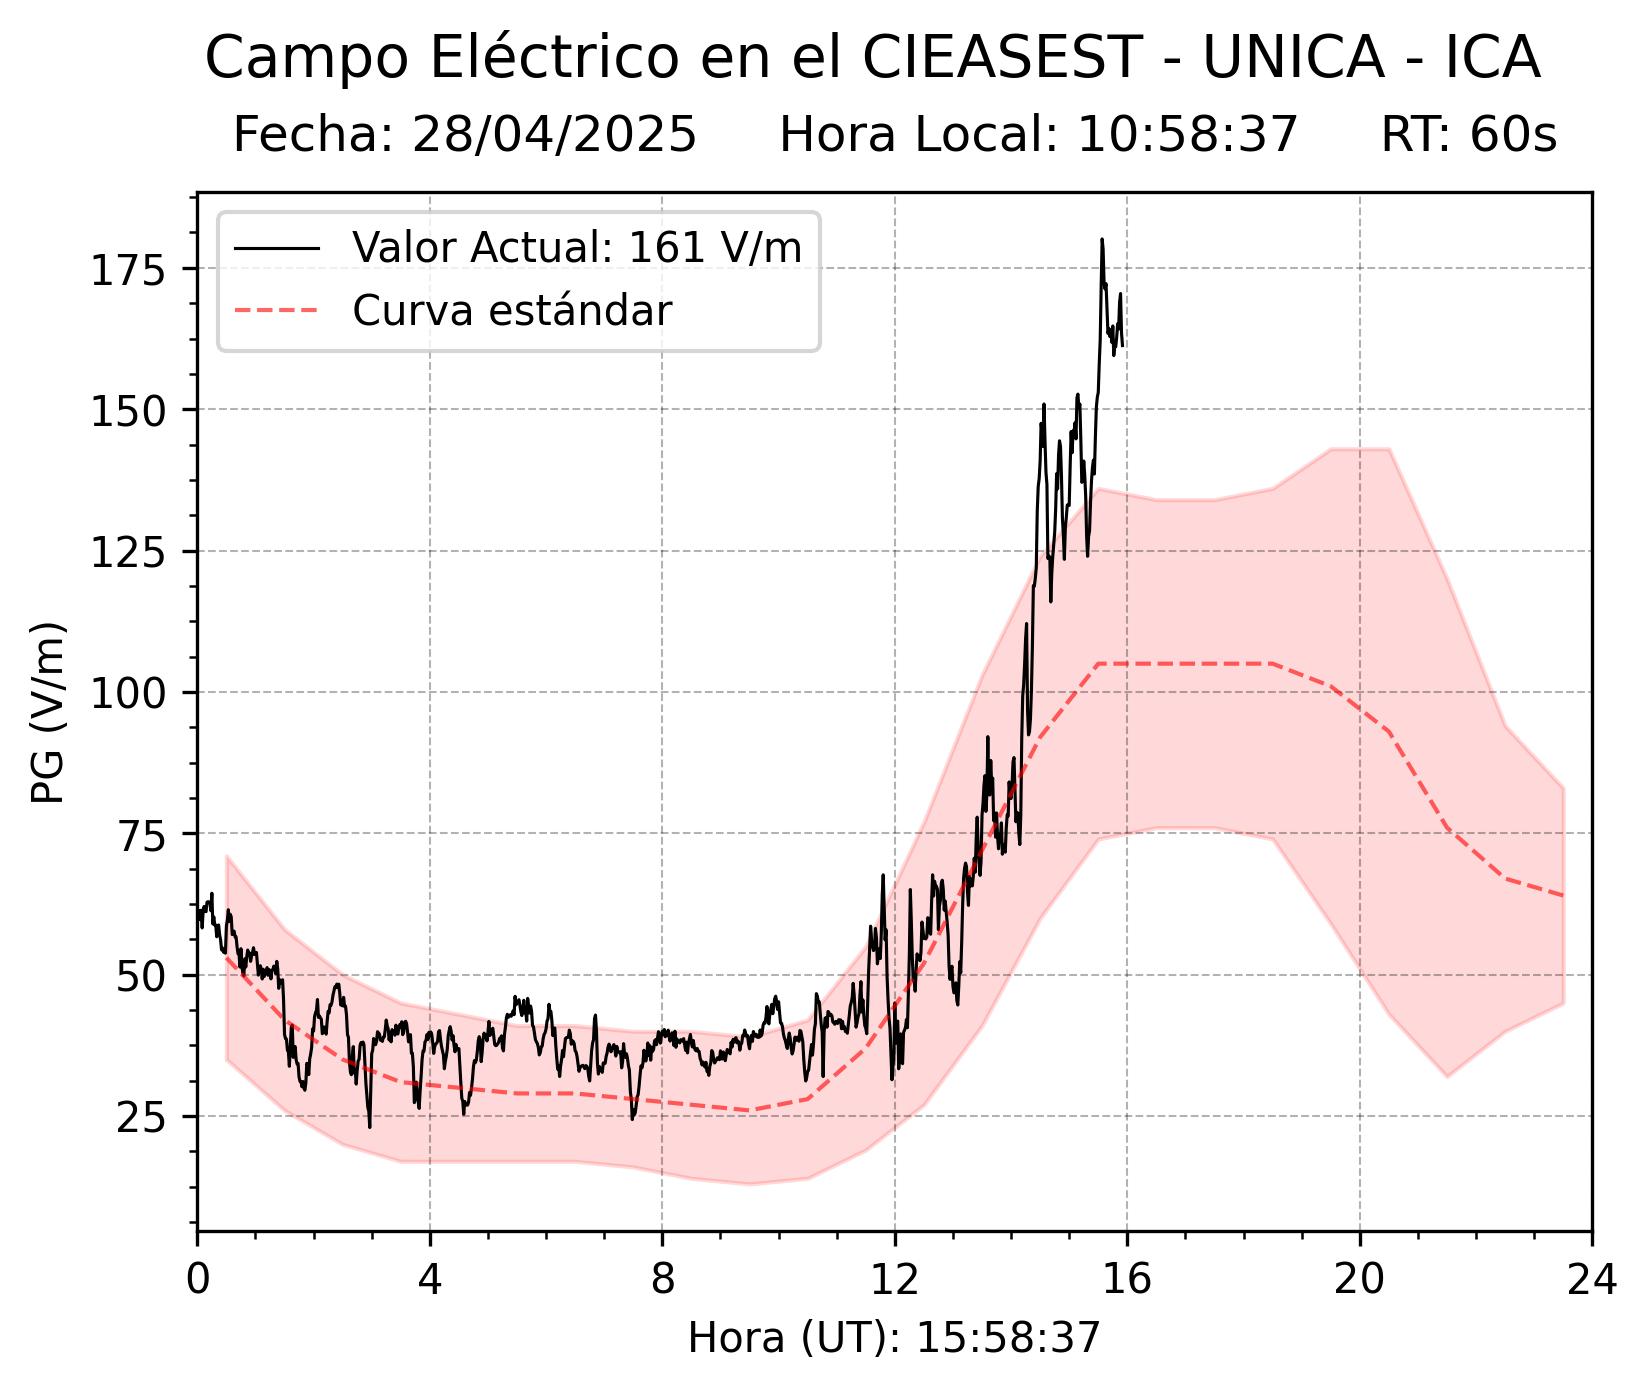 Campo Eléctrico en el CIEASEST - UNICA - ICA
Fecha: 28/04/2025 Hora Local: 10:58:37 RT: 60s
Valor Actual: 161 V/m
Curva estándar
PG (V/m)
175
150
125
100
75
50
25
0 4 8 12 16 20 24
Hora (UT): 15:58:37